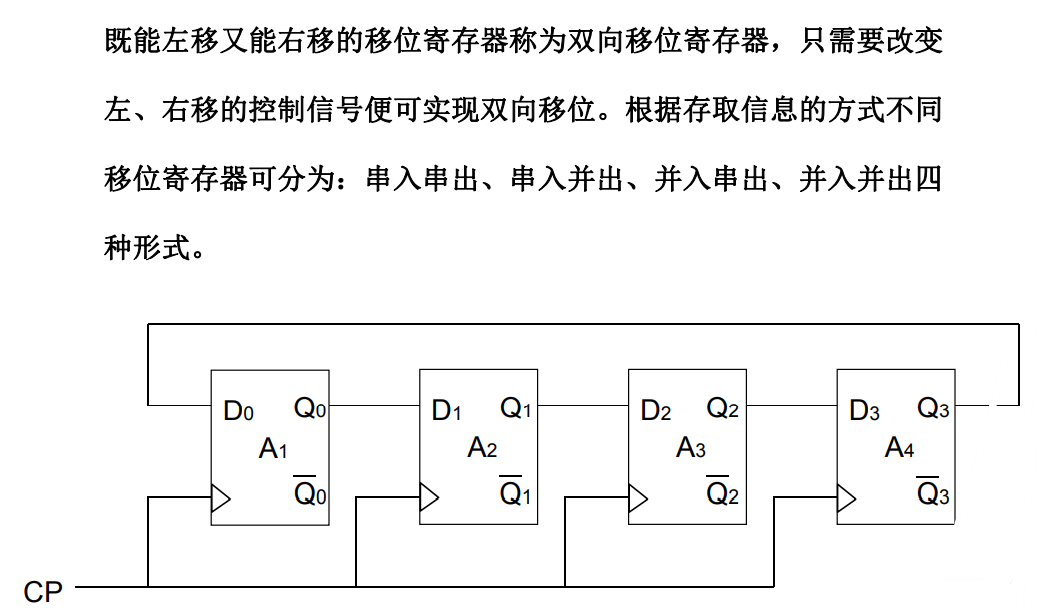 既能左移又能右移的移位寄存器称为双向移位寄存器，只需要改变
左、右移的控制信号便可实现双向移位。根据存取信息的方式不同
移位寄存器可分为：串入串出、串入并出、并入串出、并入并出四
种形式。
D0 Q0 D1 Q1 D2 Q2 D3 Q3
A1 A2 A3 A4
Q̅0 Q̅1 Q̅2 Q̅3
CP